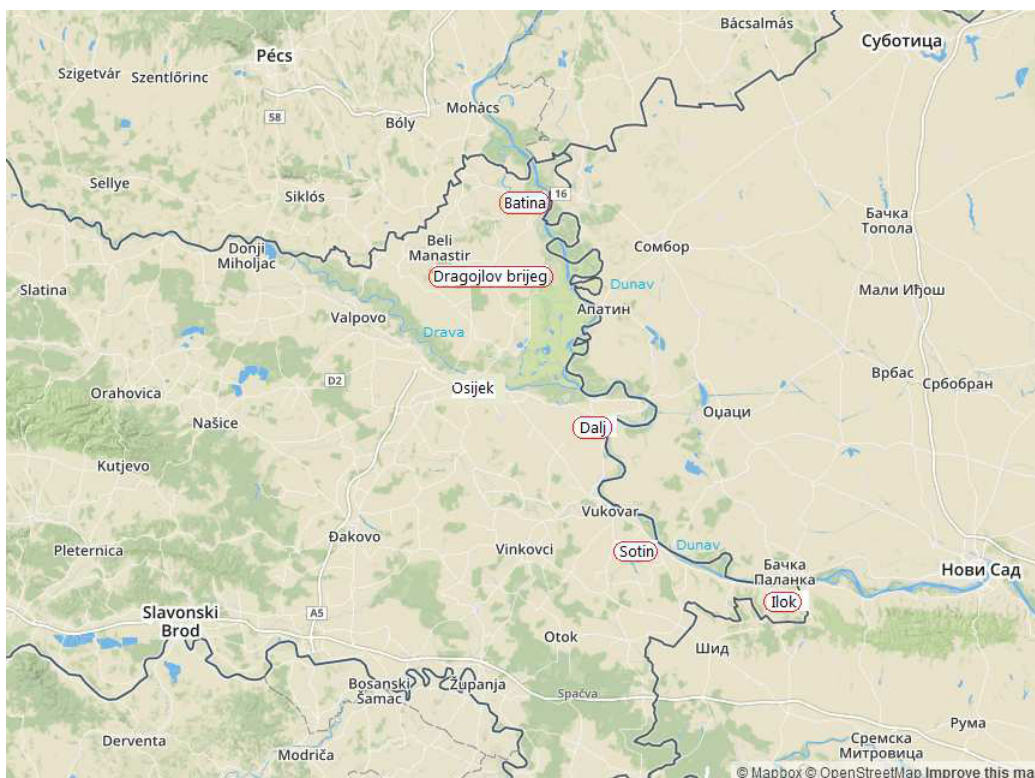 Bácsalmás
Суботица
Pécs
Szigetvár
Szentlőrinc
Mohács
58
Bóly
Sellye
Siklós
Batina
16
Бачка
Топола
Donji
Miholjac
Beli
Manastir
Сомбор
Dragojlov brijeg
Dunav
Slatina
Мали Иђош
Апатин
Valpovo
Drava
Врбас
Србобран
D2
Osijek
Orahovica
Оџаци
Našice
Dalj
Kutjevo
Vukovar
Đakovo
Pleternica
Vinkovci
Sotin
Dunav
Бачка
Паланка
Нови Сад
Ilok
Slavonski
Brod
A5
Otok
Шид
Bosanski
Šamac
Županja
Spačva
Рума
Derventa
Modriča
Сремска
Митровица
© Mapbox © OpenStreetMap Improve this ma